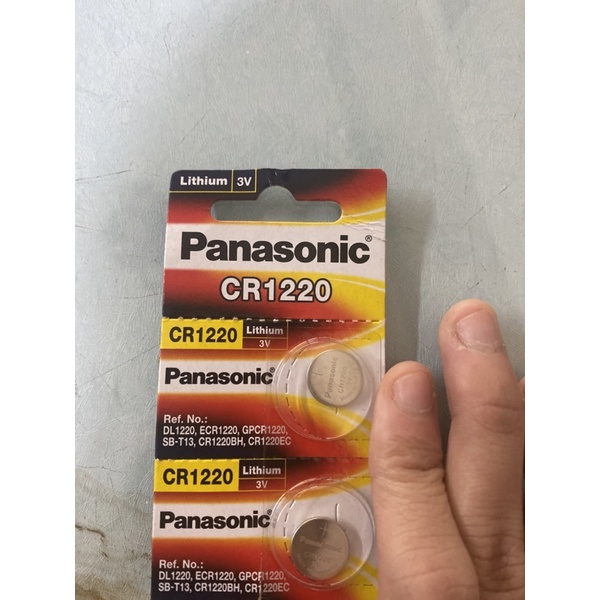 Lithium 3V
Panasonic®
CR1220
CR1220 Lithium 3V
Panasonic
Panasonic
Ref. No.:
DL1220, ECR1220, GPCR1220,
SB-T13, CR1220BH, CR1220EC
CR1220 Lithium 3V
Panasonic
Ref. No.:
DL1220, ECR1220, GPCR1220,
SB-T13, CR1220BH, CR1220EC